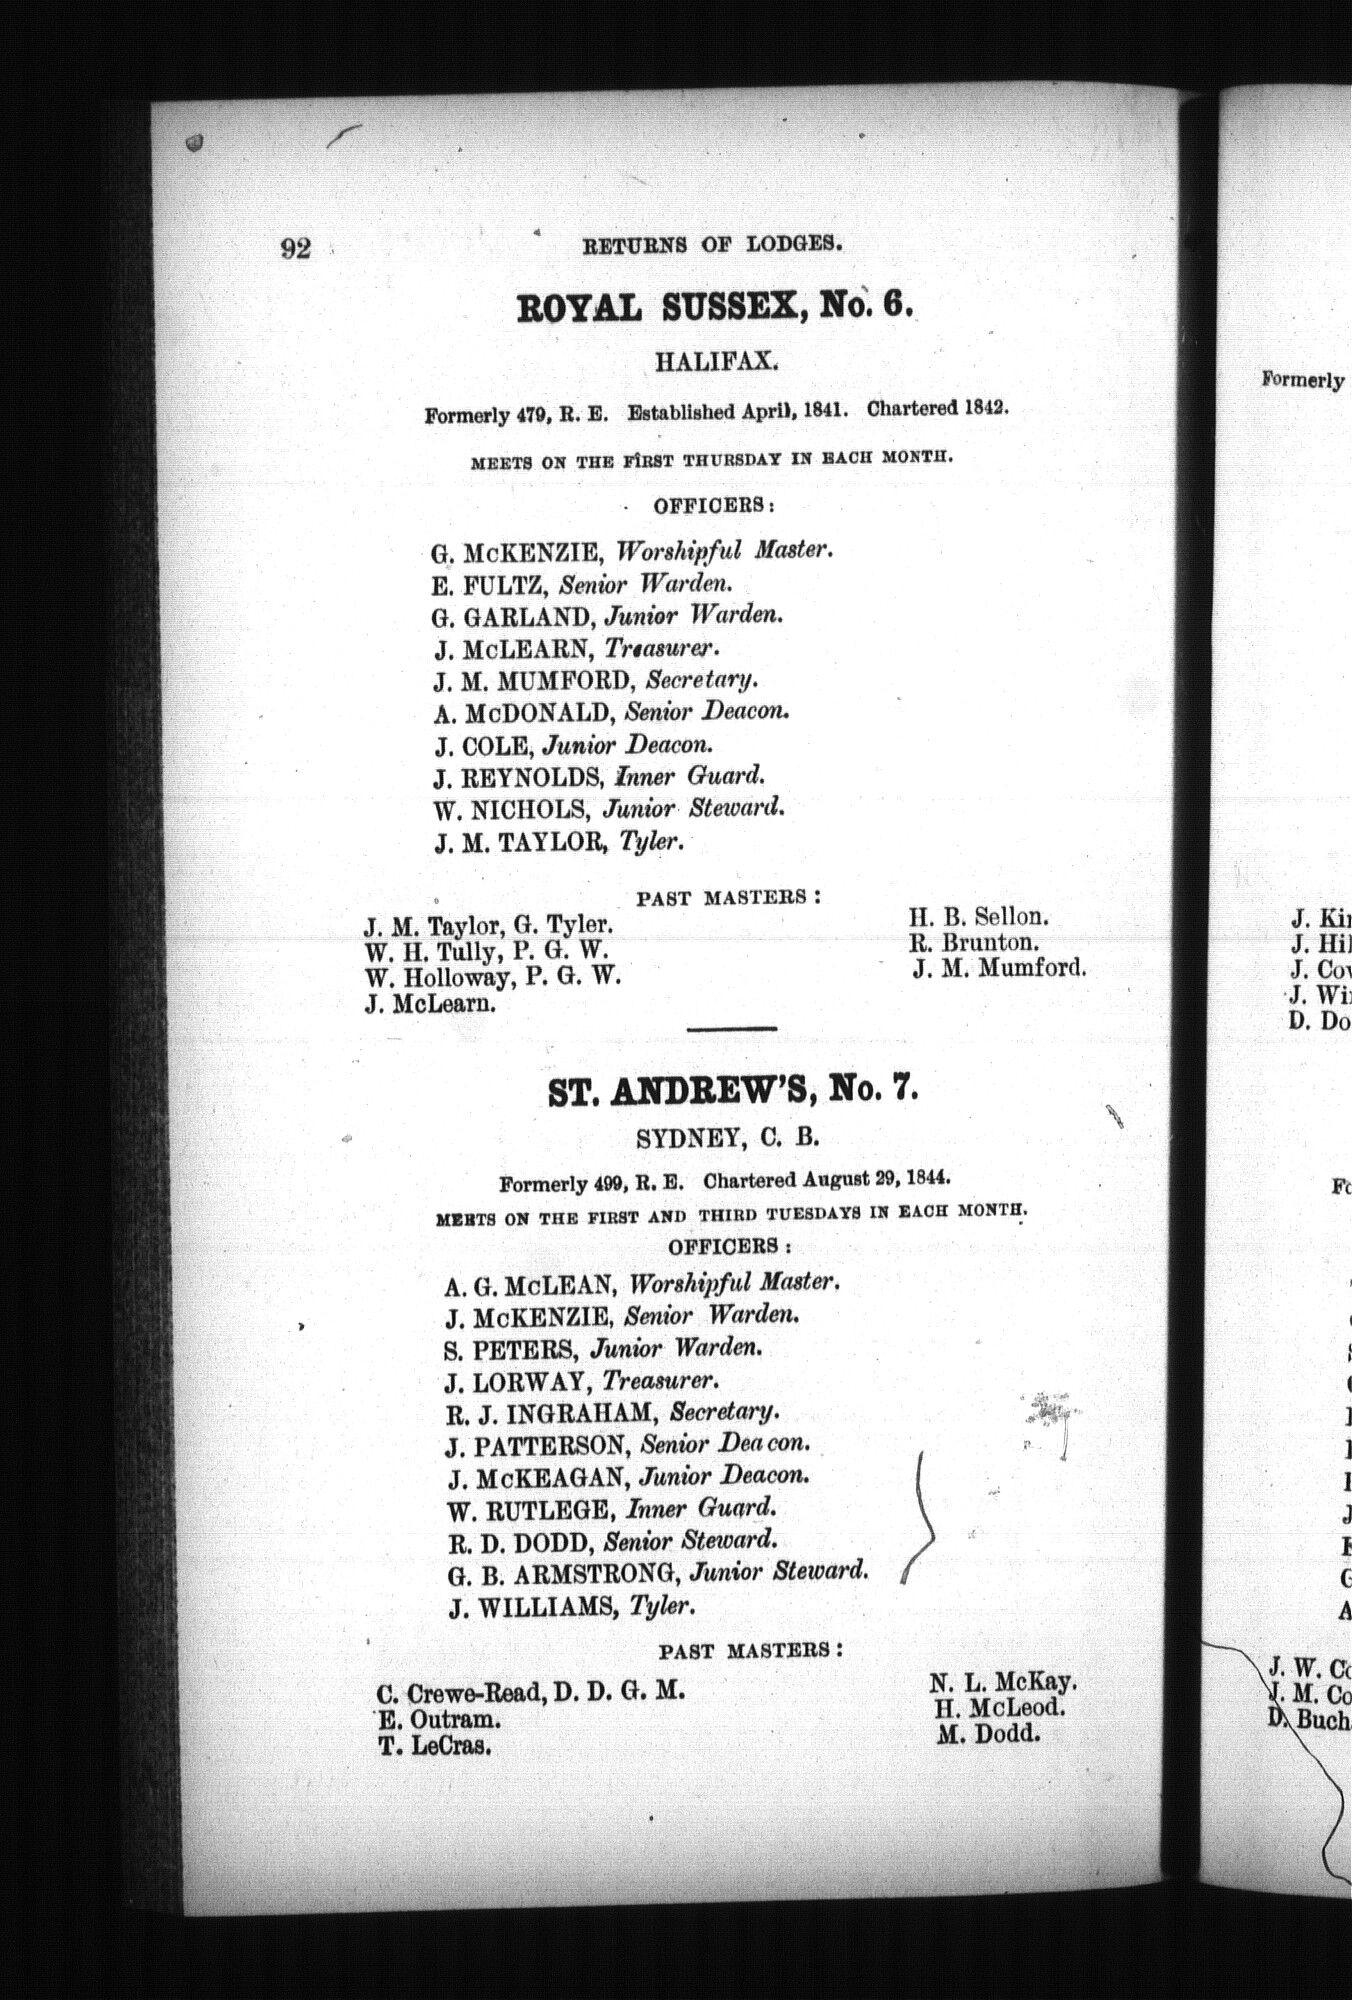 92
RETURNS OF LODGES.
ROYAL SUSSEX, No. 6.
HALIFAX.
Formerly 479, R. E. Established April, 1841. Chartered 1842.
MEETS ON THE FIRST THURSDAY IN EACH MONTH.
OFFICERS:
G. McKENZIE, Worshipful Master.
E. FULTZ, Senior Warden.
G. GARLAND, Junior Warden.
J. McLEARN, Treasurer.
J. M. MUMFORD, Secretary.
A. McDONALD, Senior Deacon.
J. COLE, Junior Deacon.
J. REYNOLDS, Inner Guard.
W. NICHOLS, Junior Steward.
J. M. TAYLOR, Tyler.
PAST MASTERS:
J. M. Taylor, G. Tyler.
W. H. Tully, P. G. W.
W. Holloway, P. G. W.
J. McLearn.
H. B. Sellon.
R. Brunton.
J. M. Mumford.
ST. ANDREW'S, No. 7.
SYDNEY, C. B.
Formerly 499, R. E. Chartered August 29, 1844.
MEETS ON THE FIRST AND THIRD TUESDAYS IN EACH MONTH.
OFFICERS:
A. G. McLEAN, Worshipful Master.
J. McKENZIE, Senior Warden.
S. PETERS, Junior Warden.
J. LORWAY, Treasurer.
R. J. INGRAHAM, Secretary.
J. PATTERSON, Senior Deacon.
J. McKEAGAN, Junior Deacon.
W. RUTLEGE, Inner Guard.
R. D. DODD, Senior Steward.
G. B. ARMSTRONG, Junior Steward.
J. WILLIAMS, Tyler.
PAST MASTERS:
C. Crewe-Read, D. D. G. M.
E. Outram.
T. LeCras.
N. L. McKay.
H. McLeod.
M. Dodd.
Formerly
J.
J.
J.
J.
D.
J. W.
J. M.
D.